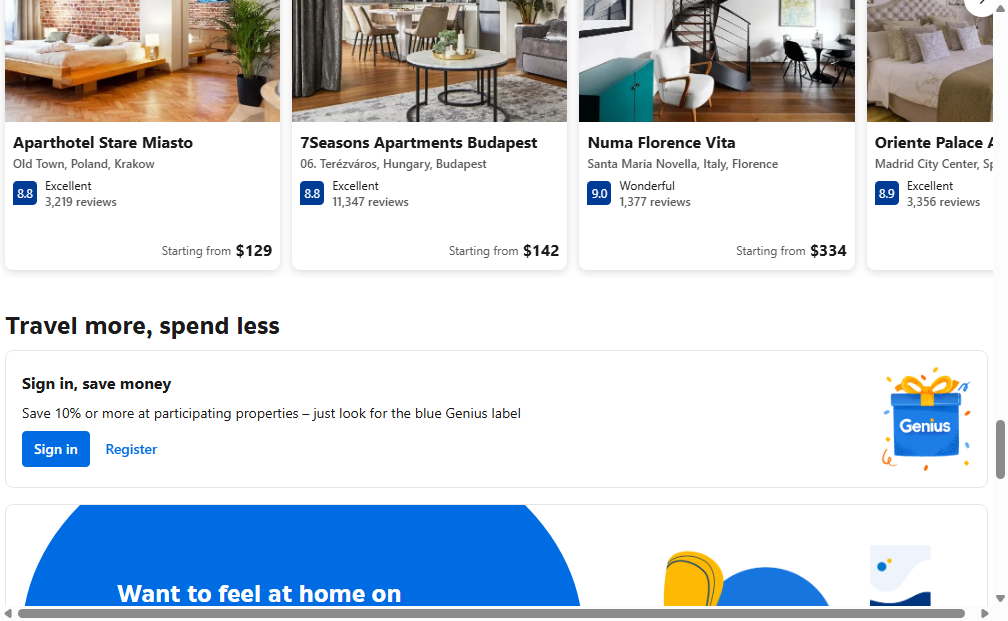 Aparthotel Stare Miasto
Old Town, Poland, Krakow
8.8
Excellent
3,219 reviews
Starting from $129
7Seasons Apartments Budapest
06. Terézváros, Hungary, Budapest
8.8
Excellent
11,347 reviews
Starting from $142
Numa Florence Vita
Santa Maria Novella, Italy, Florence
9.0
Wonderful
1,377 reviews
Starting from $334
Oriente Palace
Madrid City Center,
8.9
Excellent
3,356 reviews
Travel more, spend less
Sign in, save money
Save 10% or more at participating properties – just look for the blue Genius label
Sign in
Register
Genius
Want to feel at home on